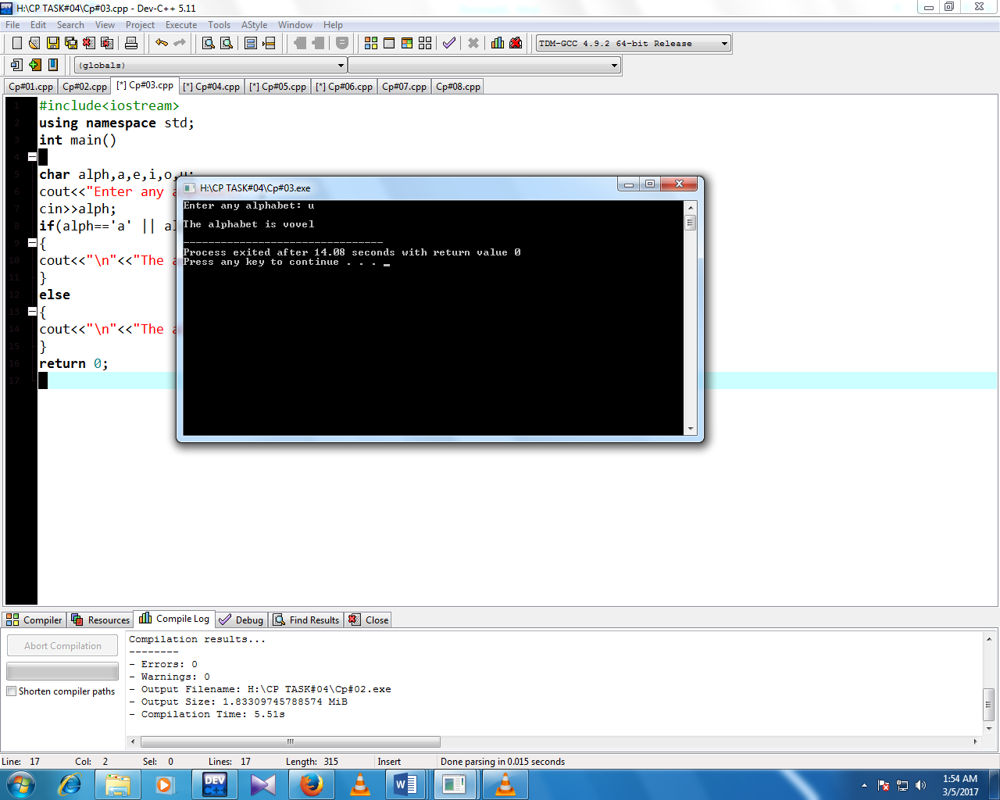 H:\CP TASK#04\Cp#03.cpp - Dev-C++ 5.11
File Edit Search View Project Execute Tools AStyle Window Help
TDM-GCC 4.9.2 64-bit Release
(globals)
Cp#01.cpp Cp#02.cpp [*] Cp#03.cpp [*] Cp#04.cpp [*] Cp#05.cpp [*] Cp#06.cpp Cp#07.cpp Cp#08.cpp
1 #include<iostream>
2 using namespace std;
3 int main()
4
5 char alph,a,e,i,o,u;
6 cout<<"Enter any a
7 cin>>alph;
8 if(alph=='a' || al
9 {
10 cout<<"\n"<<"The a
11 }
12 else
13 {
14 cout<<"\n"<<"The a
15 }
16 return 0;
17
H:\CP TASK#04\Cp#03.exe
Enter any alphabet: u
The alphabet is vovel
--------------------------------
Process exited after 14.08 seconds with return value 0
Press any key to continue . . .
Compiler Resources Compile Log Debug Find Results Close
Abort Compilation
Shorten compiler paths
Compilation results...
--------
- Errors: 0
- Warnings: 0
- Output Filename: H:\CP TASK#04\Cp#02.exe
- Output Size: 1.83309745788574 MiB
- Compilation Time: 5.51s
Line: 17 Col: 2 Sel: 0 Lines: 17 Length: 315 Insert Done parsing in 0.015 seconds
DEV C++
1:54 AM
3/5/2017